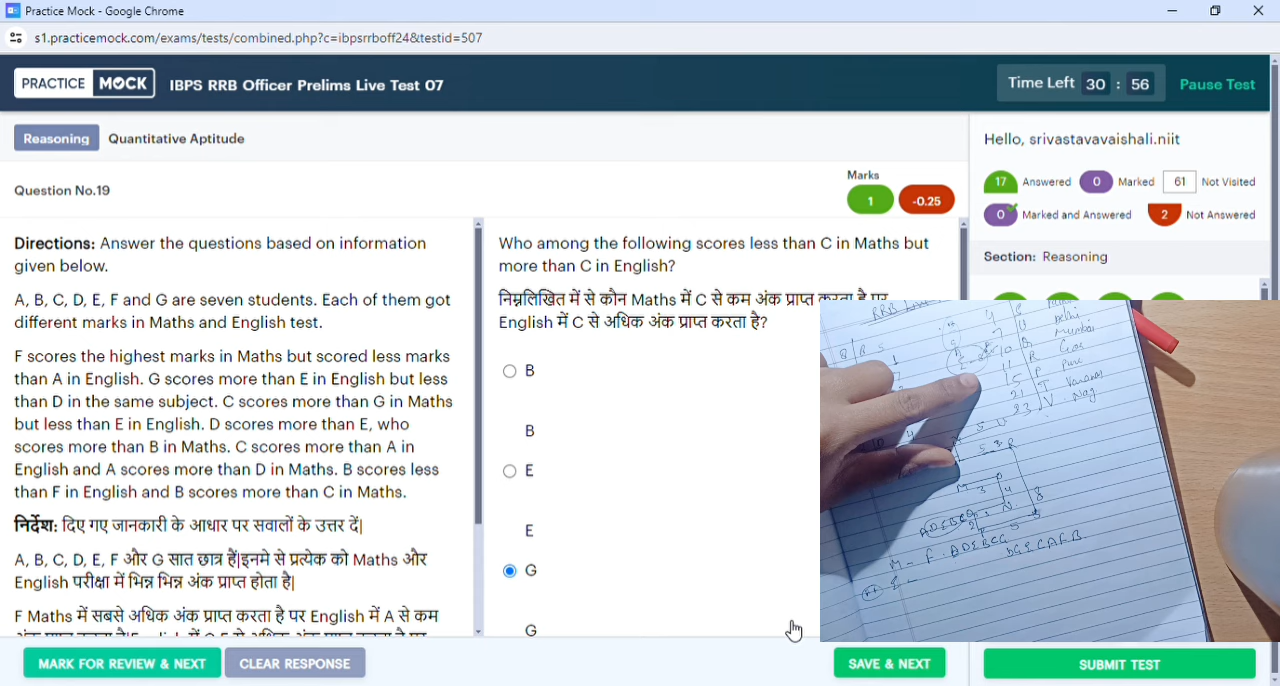 Practice Mock - Google Chrome
s1.practicemock.com/exams/tests/combined.php?c=ibpsrrboff24&testid=507
PRACTICE MOCK
IBPS RRB Officer Prelims Live Test 07
Time Left 30 : 56
Pause Test
Reasoning
Quantitative Aptitude
Question No.19
Marks
1
-0.25
Directions: Answer the questions based on information
given below.
A, B, C, D, E, F and G are seven students. Each of them got
different marks in Maths and English test.
F scores the highest marks in Maths but scored less marks
than A in English. G scores more than E in English but less
than D in the same subject. C scores more than G in Maths
but less than E in English. D scores more than E, who
scores more than B in Maths. C scores more than A in
English and A scores more than D in Maths. B scores less
than F in English and B scores more than C in Maths.
निर्देश: दिए गए जानकारी के आधार पर सवालों के उत्तर दें|
A, B, C, D, E, F और G सात छात्र हैं|इनमे से प्रत्येक को Maths और
English परीक्षा में भिन्न भिन्न अंक प्राप्त होता है|
F Maths में सबसे अधिक अंक प्राप्त करता है पर English में A से कम
Who among the following scores less than C in Maths but
more than C in English?
निम्नलिखित में से कौन Maths में C से कम अंक प्राप्त करता है पर
English में C से अधिक अंक प्राप्त करता है?
B
B
E
E
G
G
MARK FOR REVIEW & NEXT
CLEAR RESPONSE
SAVE & NEXT
Hello, srivastavavaishali.niit
17 Answered
0 Marked
61 Not Visited
0 Marked and Answered
2 Not Answered
Section: Reasoning
Delhi
Mumbai
Goa
Pune
M - F. ADEBCG
DGECAFB
SUBMIT TEST